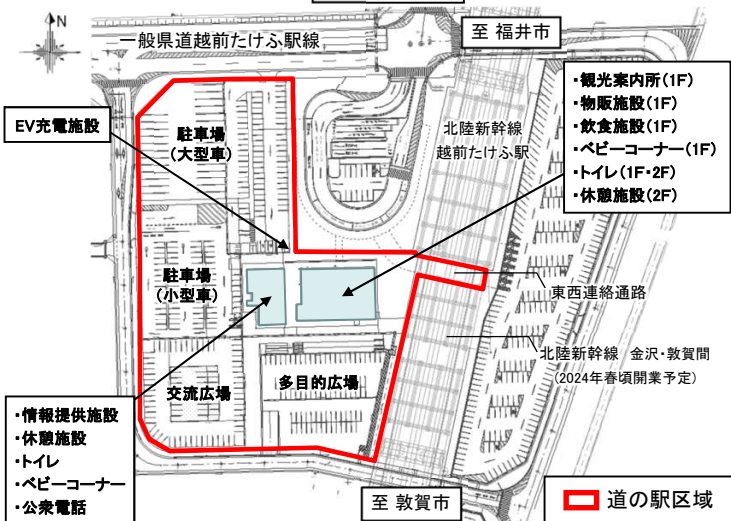 N
一般県道越前たけふ駅線
至 福井市
・観光案内所(1F)
・物販施設(1F)
・飲食施設(1F)
・ベビーコーナー(1F)
・トイレ(1F・2F)
・休憩施設(2F)
EV充電施設
駐車場
(大型車)
北陸新幹線
越前たけふ駅
駐車場
(小型車)
東西連絡通路
北陸新幹線 金沢・敦賀間
(2024年春頃開業予定)
交流広場
多目的広場
・情報提供施設
・休憩施設
・トイレ
・ベビーコーナー
・公衆電話
至 敦賀市
道の駅区域